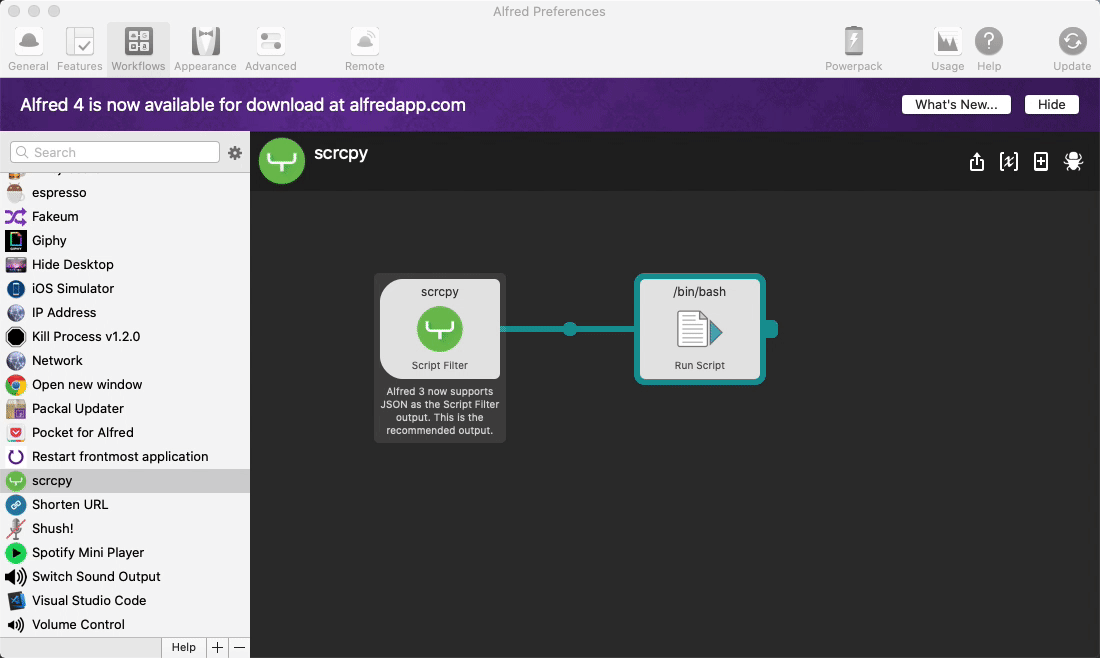 Alfred Preferences
General
Features
Workflows
Appearance
Advanced
Remote
Powerpack
Usage
Help
Update
Alfred 4 is now available for download at alfredapp.com
What's New...
Hide
Search
scrcpy
espresso
Fakeum
Giphy
Hide Desktop
iOS Simulator
IP Address
Kill Process v1.2.0
Network
Open new window
Packal Updater
Pocket for Alfred
Restart frontmost application
scrcpy
Shorten URL
Shush!
Spotify Mini Player
Switch Sound Output
Visual Studio Code
Volume Control
Help
scrcpy
Script Filter
Alfred 3 now supports
JSON as the Script Filter
output. This is the
recommended output.
/bin/bash
Run Script